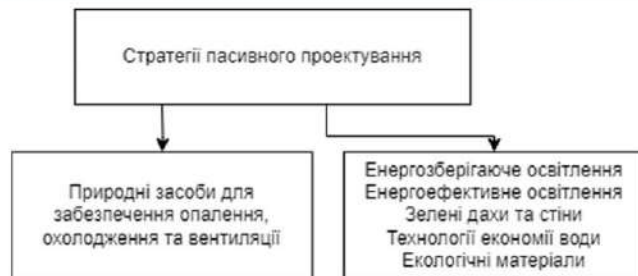 Стратегії пасивного проектування
Природні засоби для
забезпечення опалення,
охолодження та вентиляції
Енергозберігаюче освітлення
Енергоефективне освітлення
Зелені дахи та стіни
Технології економії води
Екологічні матеріали